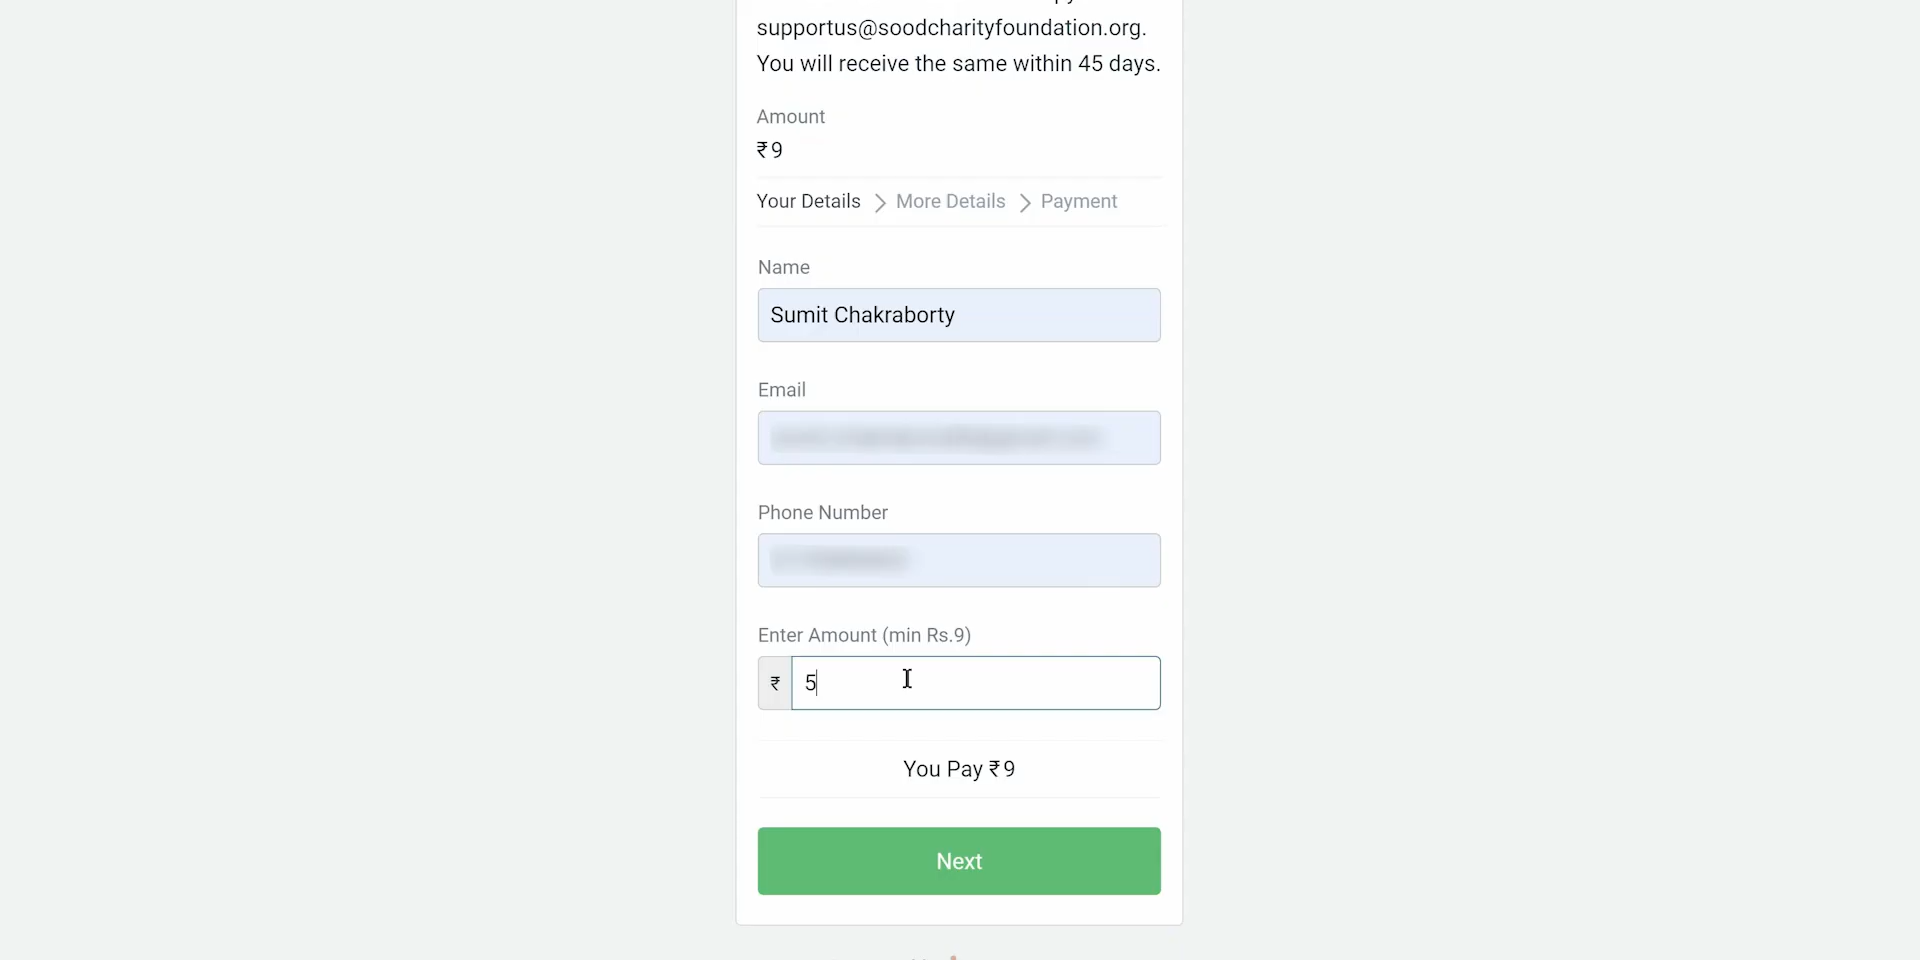 supportus@soodcharityfoundation.org.
You will receive the same within 45 days.
Amount
₹9
Your Details
More Details
Payment
Name
Sumit Chakraborty
Email
Phone Number
Enter Amount (min Rs.9)
₹ 5
You Pay ₹9
Next